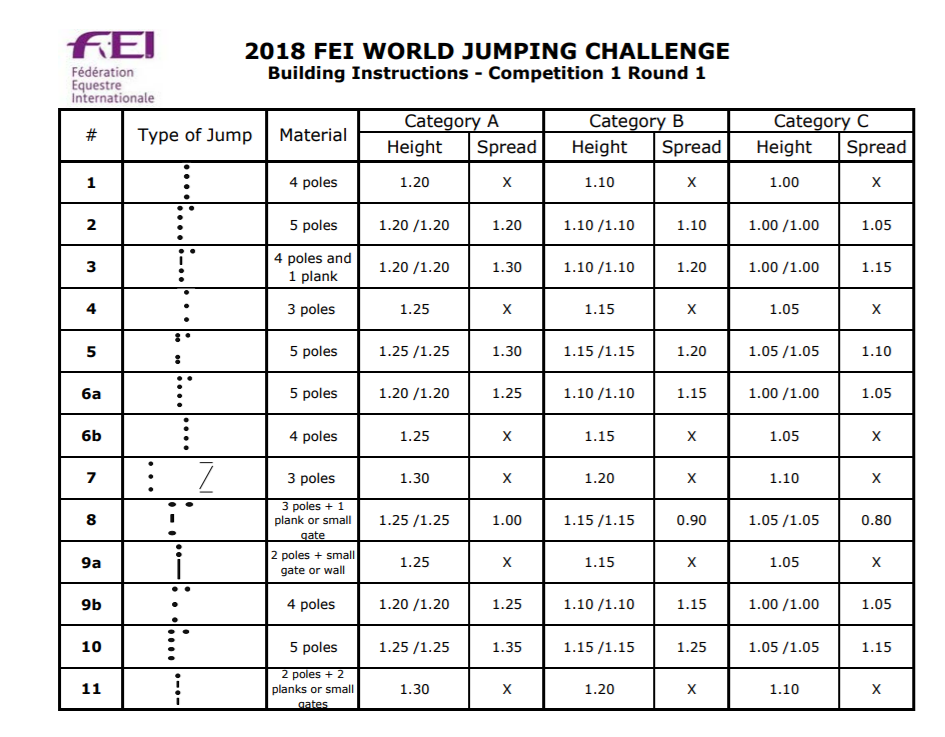 FEI
Fédération
Equestre
Internationale
2018 FEI WORLD JUMPING CHALLENGE
Building Instructions - Competition 1 Round 1
# Type of Jump Material Category A Category B Category C
Height Spread Height Spread Height Spread
1 4 poles 1.20 X 1.10 X 1.00 X
2 5 poles 1.20 /1.20 1.20 1.10 /1.10 1.10 1.00 /1.00 1.05
3 4 poles and 1 plank 1.20 /1.20 1.30 1.10 /1.10 1.20 1.00 /1.00 1.15
4 3 poles 1.25 X 1.15 X 1.05 X
5 5 poles 1.25 /1.25 1.30 1.15 /1.15 1.20 1.05 /1.05 1.10
6a 5 poles 1.20 /1.20 1.25 1.10 /1.10 1.15 1.00 /1.00 1.05
6b 4 poles 1.25 X 1.15 X 1.05 X
7 3 poles 1.30 X 1.20 X 1.10 X
8 3 poles + 1 plank or small gate 1.25 /1.25 1.00 1.15 /1.15 0.90 1.05 /1.05 0.80
9a 2 poles + small gate or wall 1.25 X 1.15 X 1.05 X
9b 4 poles 1.20 /1.20 1.25 1.10 /1.10 1.15 1.00 /1.00 1.05
10 5 poles 1.25 /1.25 1.35 1.15 /1.15 1.25 1.05 /1.05 1.15
11 2 poles + 2 planks or small gates 1.30 X 1.20 X 1.10 X